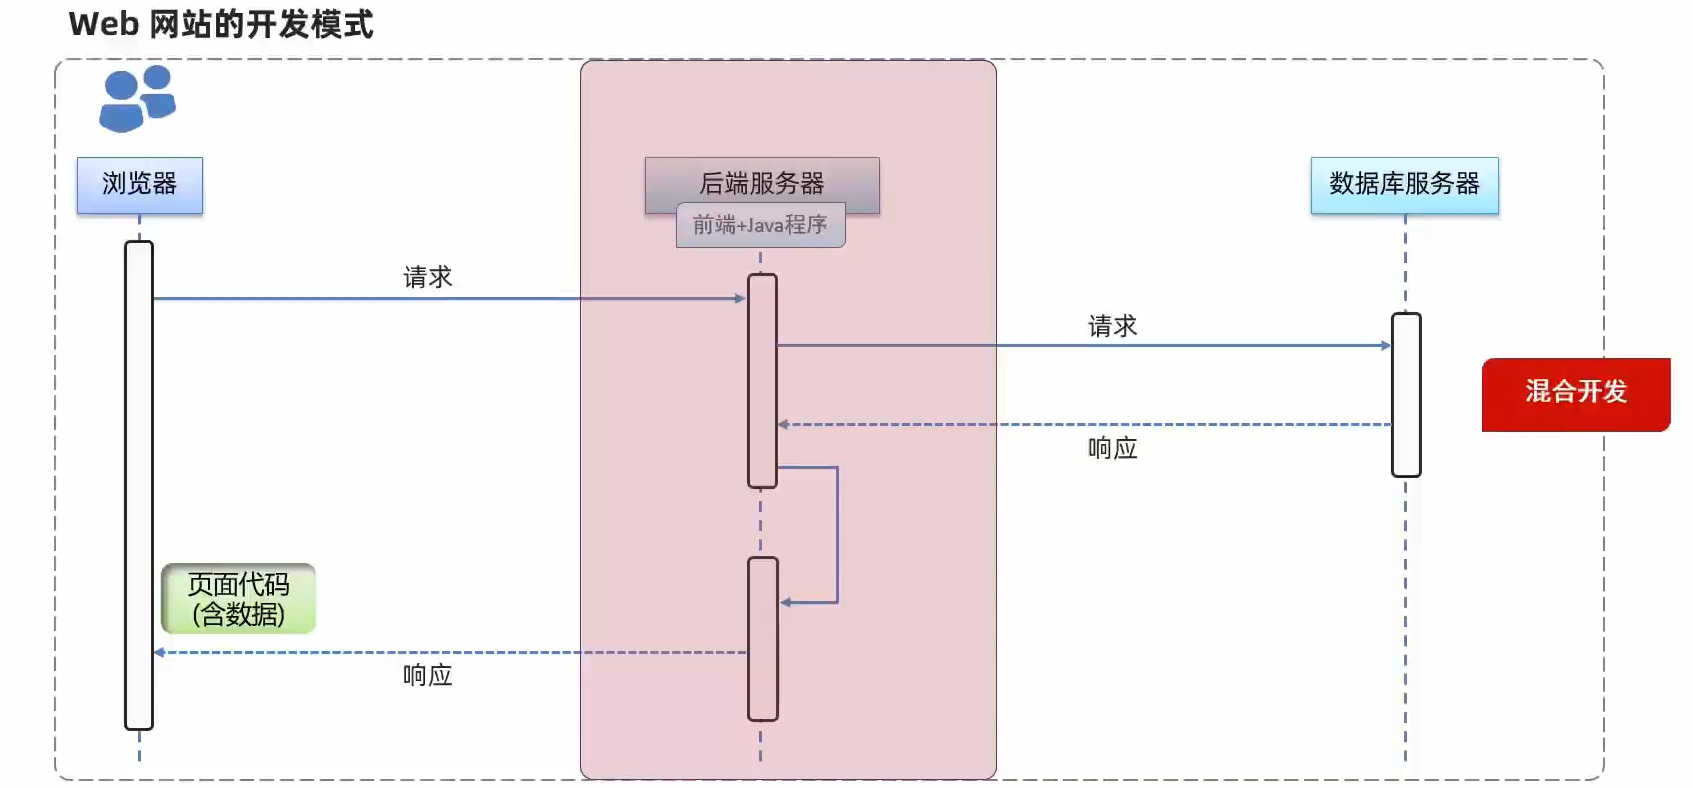 Web 网站的开发模式
浏览器
后端服务器
数据库服务器
前端+Java程序
请求
请求
混合开发
响应
页面代码
(含数据)
响应